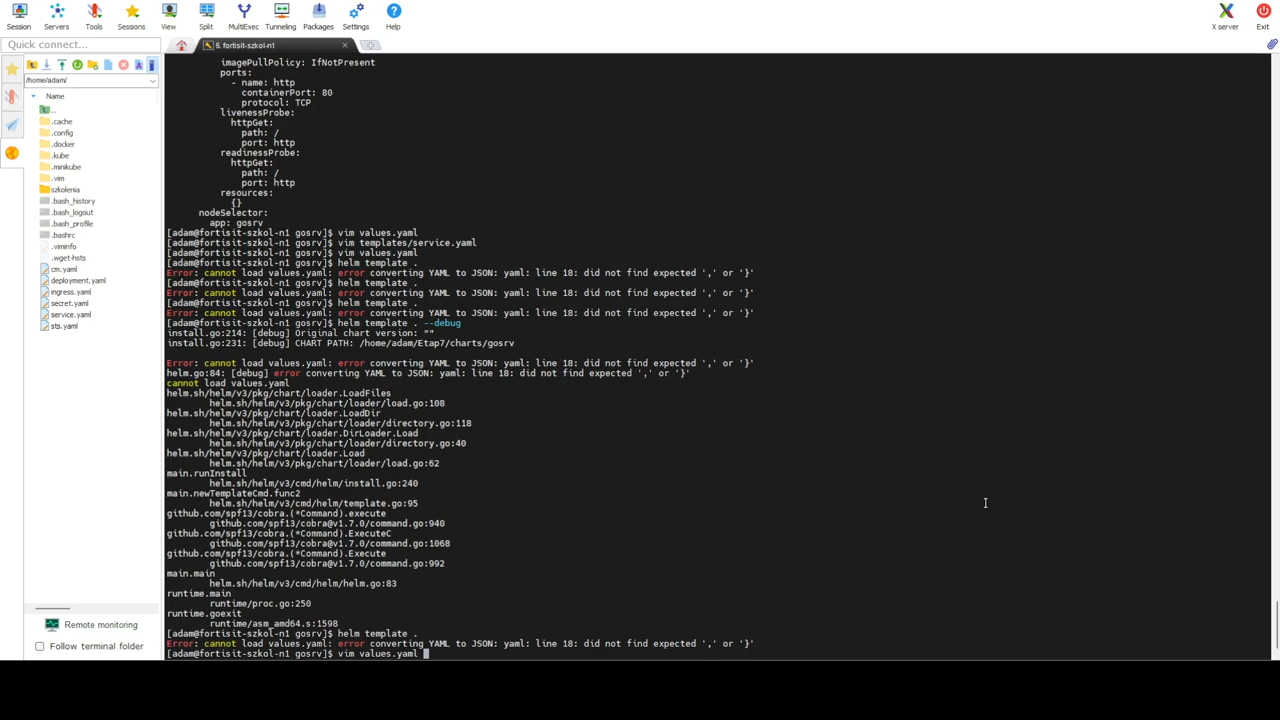 Session Servers Tools Sessions View Split MultiExec Tunneling Packages Settings Help X server Exit
Quick connect...
5. fortisit-szkol-n1
/home/adam/
Name
..
.cache
.config
.docker
.kube
.minikube
.vim
szkolenia
.bash_history
.bash_logout
.bash_profile
.bashrc
.viminfo
.wget-hsts
cm.yaml
deployment.yaml
ingress.yaml
secret.yaml
service.yaml
sts.yaml
Remote monitoring
Follow terminal folder
imagePullPolicy: IfNotPresent
ports:
- name: http
containerPort: 80
protocol: TCP
livenessProbe:
httpGet:
path: /
port: http
readinessProbe:
httpGet:
path: /
port: http
resources:
{}
nodeSelector:
app: gosrv
[adam@fortisit-szkol-n1 gosrv]$ vim values.yaml
[adam@fortisit-szkol-n1 gosrv]$ vim templates/service.yaml
[adam@fortisit-szkol-n1 gosrv]$ vim values.yaml
[adam@fortisit-szkol-n1 gosrv]$ helm template .
Error: cannot load values.yaml: error converting YAML to JSON: yaml: line 18: did not find expected ',' or '}'
[adam@fortisit-szkol-n1 gosrv]$ helm template .
Error: cannot load values.yaml: error converting YAML to JSON: yaml: line 18: did not find expected ',' or '}'
[adam@fortisit-szkol-n1 gosrv]$ helm template .
Error: cannot load values.yaml: error converting YAML to JSON: yaml: line 18: did not find expected ',' or '}'
[adam@fortisit-szkol-n1 gosrv]$ helm template . --debug
install.go:214: [debug] Original chart version: ""
install.go:231: [debug] CHART PATH: /home/adam/Etap7/charts/gosrv
Error: cannot load values.yaml: error converting YAML to JSON: yaml: line 18: did not find expected ',' or '}'
helm.go:84: [debug] error converting YAML to JSON: yaml: line 18: did not find expected ',' or '}'
cannot load values.yaml
helm.sh/helm/v3/pkg/chart/loader.LoadFiles
helm.sh/helm/v3/pkg/chart/loader/load.go:108
helm.sh/helm/v3/pkg/chart/loader.LoadDir
helm.sh/helm/v3/pkg/chart/loader/directory.go:118
helm.sh/helm/v3/pkg/chart/loader.DirLoader.Load
helm.sh/helm/v3/pkg/chart/loader/directory.go:40
helm.sh/helm/v3/pkg/chart/loader.Load
helm.sh/helm/v3/pkg/chart/loader/load.go:62
main.runInstall
helm.sh/helm/v3/cmd/helm/install.go:240
main.newTemplateCmd.func2
helm.sh/helm/v3/cmd/helm/template.go:95
github.com/spf13/cobra.(*Command).execute
github.com/spf13/cobra@v1.7.0/command.go:940
github.com/spf13/cobra.(*Command).ExecuteC
github.com/spf13/cobra@v1.7.0/command.go:1068
github.com/spf13/cobra.(*Command).Execute
github.com/spf13/cobra@v1.7.0/command.go:992
main.main
helm.sh/helm/v3/cmd/helm/helm.go:83
runtime.main
runtime/proc.go:250
runtime.goexit
runtime/asm_amd64.s:1598
[adam@fortisit-szkol-n1 gosrv]$ helm template .
Error: cannot load values.yaml: error converting YAML to JSON: yaml: line 18: did not find expected ',' or '}'
[adam@fortisit-szkol-n1 gosrv]$ vim values.yaml